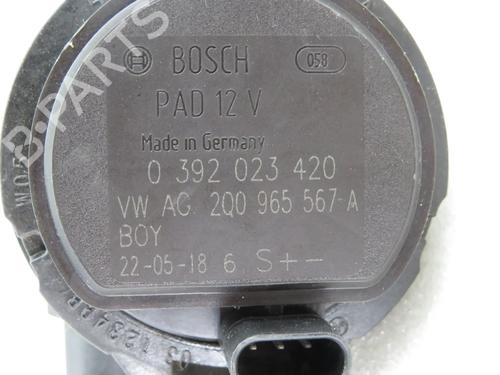 BOSCH 058
PAD 12 V
Made in Germany
0 392 023 420
VW AG 2Q0 965 567-A
BOY
22-05-18 6 S+-
B-PARTS